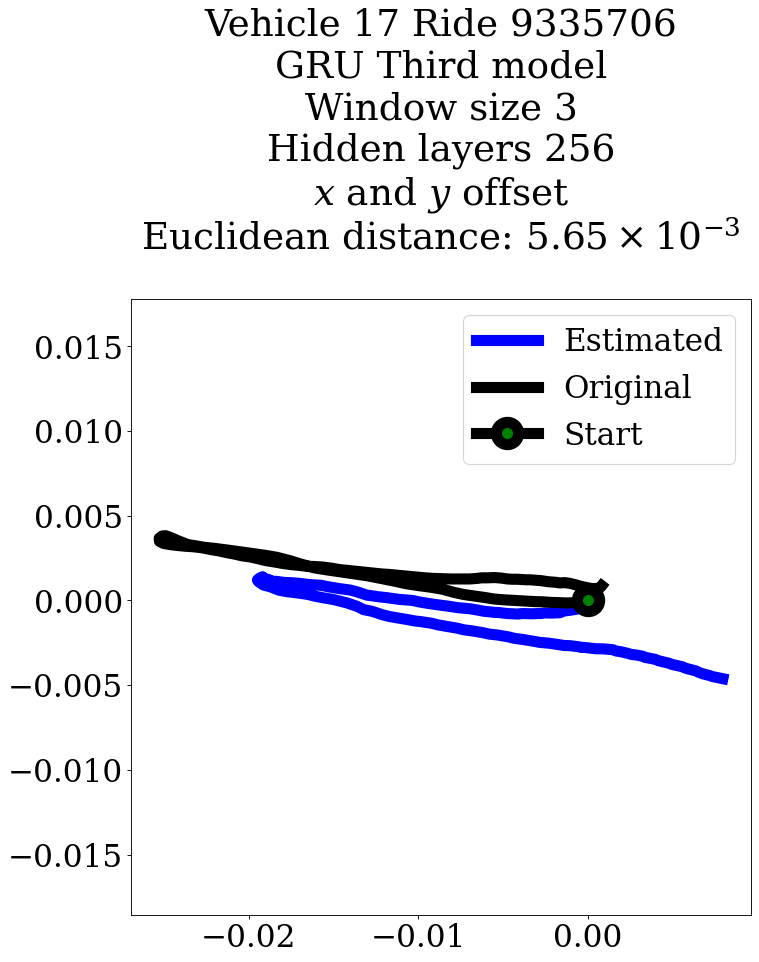 Vehicle 17 Ride 9335706
GRU Third model
Window size 3
Hidden layers 256
x and y offset
Euclidean distance: 5.65 × 10⁻³
Estimated
Original
Start
0.015
0.010
0.005
0.000
−0.005
−0.010
−0.015
−0.02
−0.01
0.00